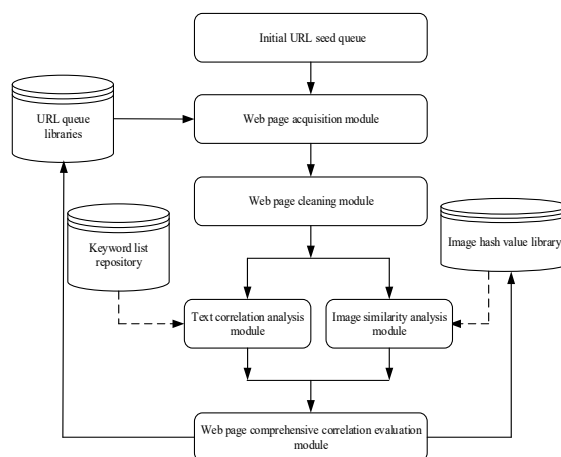 Initial URL seed queue
URL queue
libraries
Web page acquisition module
Web page cleaning module
Keyword list
repository
Image hash value library
Text correlation analysis
module
Image similarity analysis
module
Web page comprehensive correlation evaluation
module